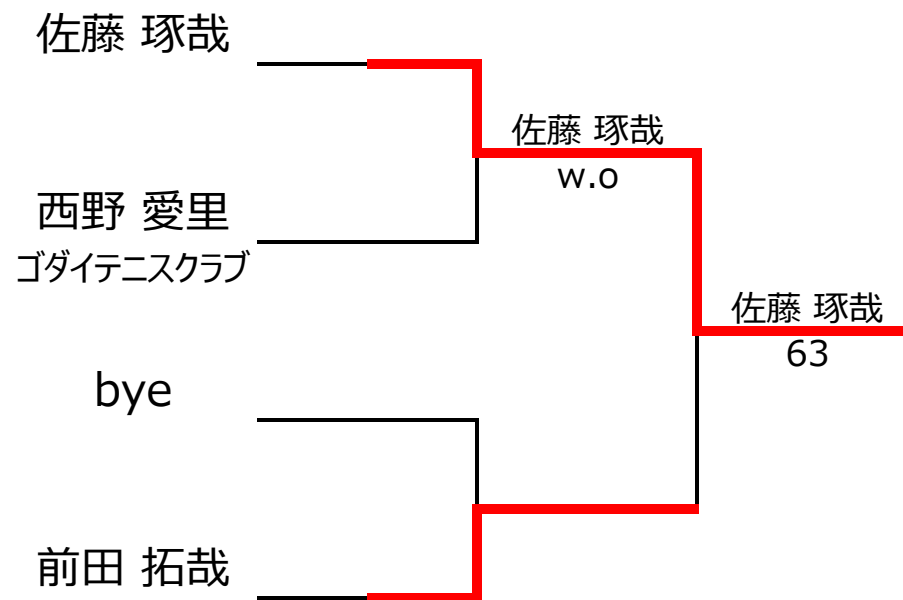 佐藤 琢哉
佐藤 琢哉
w.o
西野 愛里
ゴダイテニスクラブ
佐藤 琢哉
63
bye
前田 拓哉